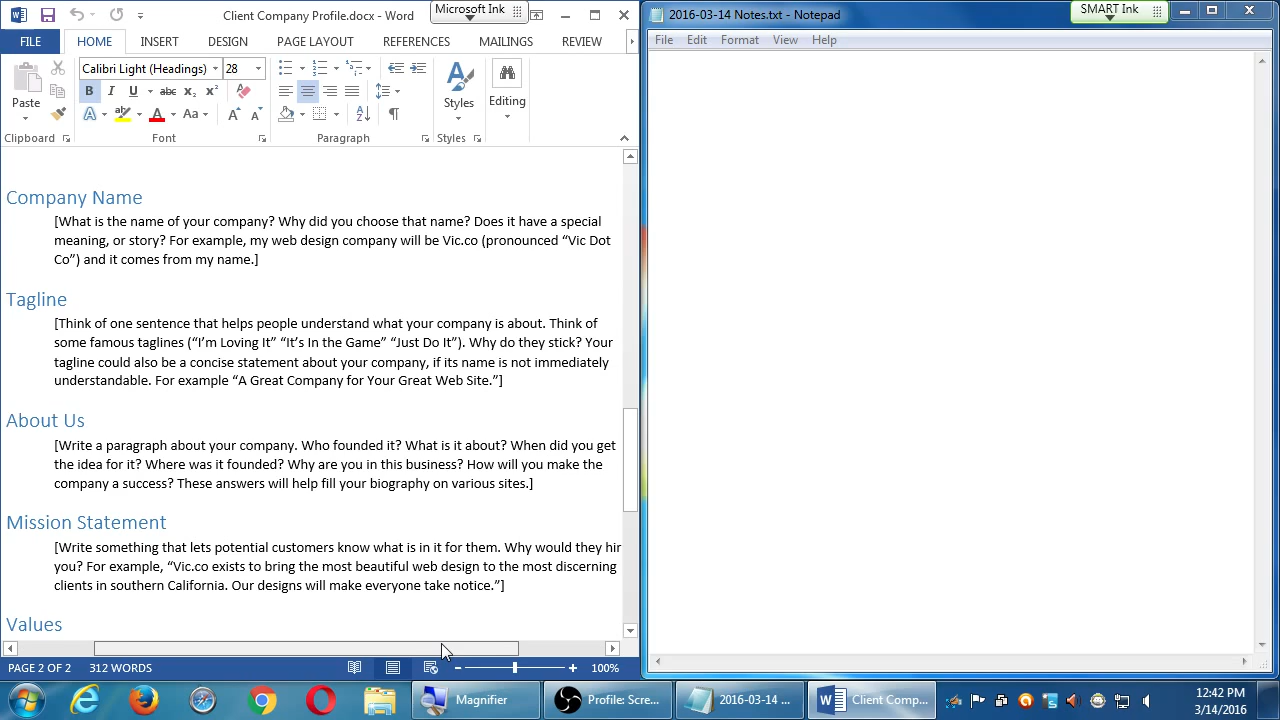 Client Company Profile.docx - Word
Microsoft Ink
FILE HOME INSERT DESIGN PAGE LAYOUT REFERENCES MAILINGS REVIEW
Calibri Light (Headings) 28
Paste
B I U abc x₂ x²
A A Aa A A
Styles
Editing
Clipboard Font Paragraph Styles
Company Name
[What is the name of your company? Why did you choose that name? Does it have a special
meaning, or story? For example, my web design company will be Vic.co (pronounced “Vic Dot
Co”) and it comes from my name.]
Tagline
[Think of one sentence that helps people understand what your company is about. Think of
some famous taglines (“I’m Loving It” “It’s In the Game” “Just Do It”). Why do they stick? Your
tagline could also be a concise statement about your company, if its name is not immediately
understandable. For example “A Great Company for Your Great Web Site.”]
About Us
[Write a paragraph about your company. Who founded it? What is it about? When did you get
the idea for it? Where was it founded? Why are you in this business? How will you make the
company a success? These answers will help fill your biography on various sites.]
Mission Statement
[Write something that lets potential customers know what is in it for them. Why would they hir
you? For example, “Vic.co exists to bring the most beautiful web design to the most discerning
clients in southern California. Our designs will make everyone take notice.”]
Values
PAGE 2 OF 2 312 WORDS 100%
2016-03-14 Notes.txt - Notepad
SMART Ink
File Edit Format View Help
Magnifier
Profile: Scre...
2016-03-14 ...
Client Comp...
12:42 PM
3/14/2016